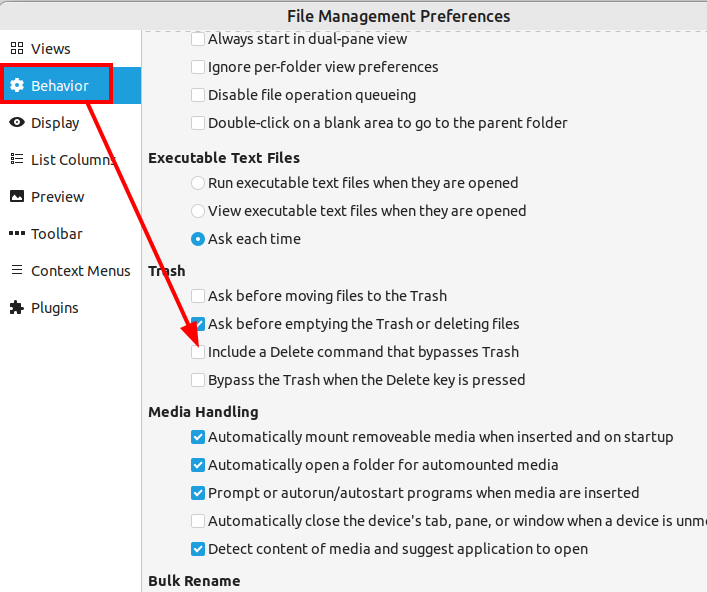 File Management Preferences
Views
Behavior
Display
List Columns
Preview
Toolbar
Context Menus
Plugins
Always start in dual-pane view
Ignore per-folder view preferences
Disable file operation queueing
Double-click on a blank area to go to the parent folder
Executable Text Files
Run executable text files when they are opened
View executable text files when they are opened
Ask each time
Trash
Ask before moving files to the Trash
Ask before emptying the Trash or deleting files
Include a Delete command that bypasses Trash
Bypass the Trash when the Delete key is pressed
Media Handling
Automatically mount removeable media when inserted and on startup
Automatically open a folder for automounted media
Prompt or autorun/autostart programs when media are inserted
Automatically close the device's tab, pane, or window when a device is unm
Detect content of media and suggest application to open
Bulk Rename